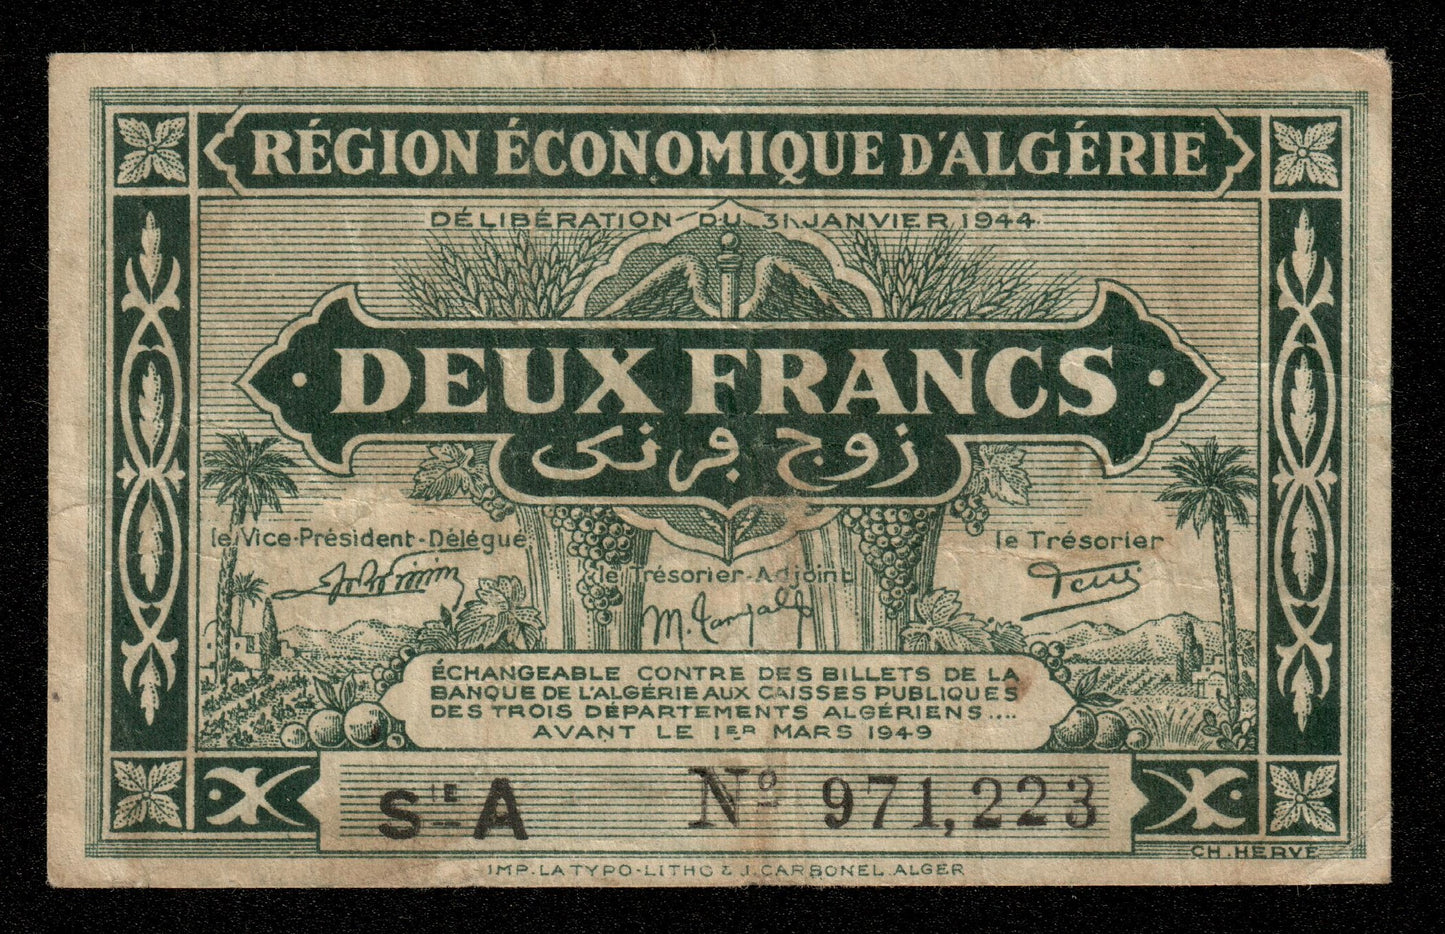 RÉGION ÉCONOMIQUE D'ALGÉRIE
DÉLIBÉRATION DU 31 JANVIER 1944
DEUX FRANCS
زوج فرنكى
le Vice-Président-Délégué
le Trésorier
le Trésorier-Adjoint
ÉCHANGEABLE CONTRE DES BILLETS DE LA
BANQUE DE L'ALGÉRIE AUX CAISSES PUBLIQUES
DES TROIS DÉPARTEMENTS ALGÉRIENS....
AVANT LE 1ER MARS 1949
SIE A Nº 971,223
CH. HERVÉ
IMP. LA TYPO-LITHO & J. CARBONEL. ALGER